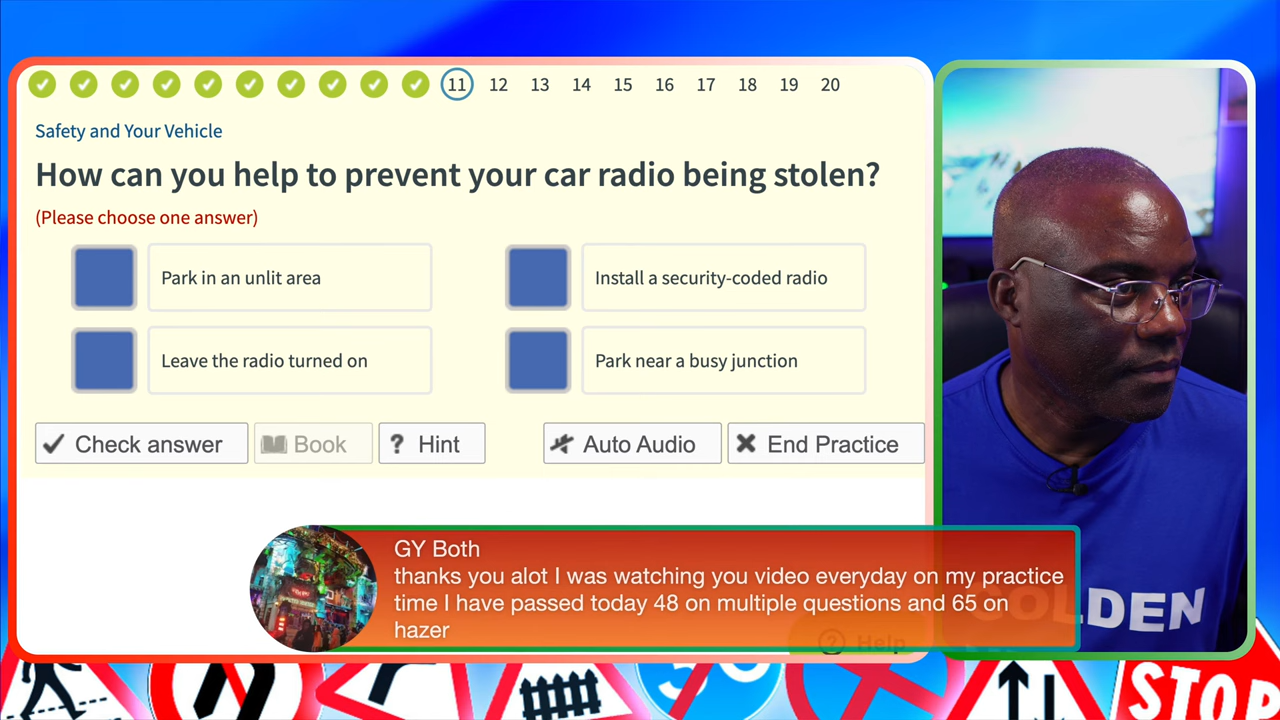 11 12 13 14 15 16 17 18 19 20
Safety and Your Vehicle
How can you help to prevent your car radio being stolen?
(Please choose one answer)
Park in an unlit area
Install a security-coded radio
Leave the radio turned on
Park near a busy junction
Check answer
Book
? Hint
Auto Audio
End Practice
GY Both
thanks you alot I was watching you video everyday on my practice
time I have passed today 48 on multiple questions and 65 on
hazer
? Help
OLDEN
STOP